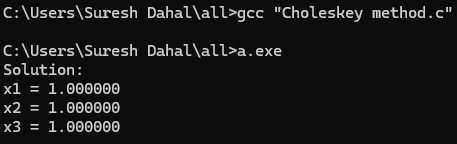 C:\Users\Suresh Dahal\all>gcc "Choleskey method.c"
C:\Users\Suresh Dahal\all>a.exe
Solution:
x1 = 1.000000
x2 = 1.000000
x3 = 1.000000